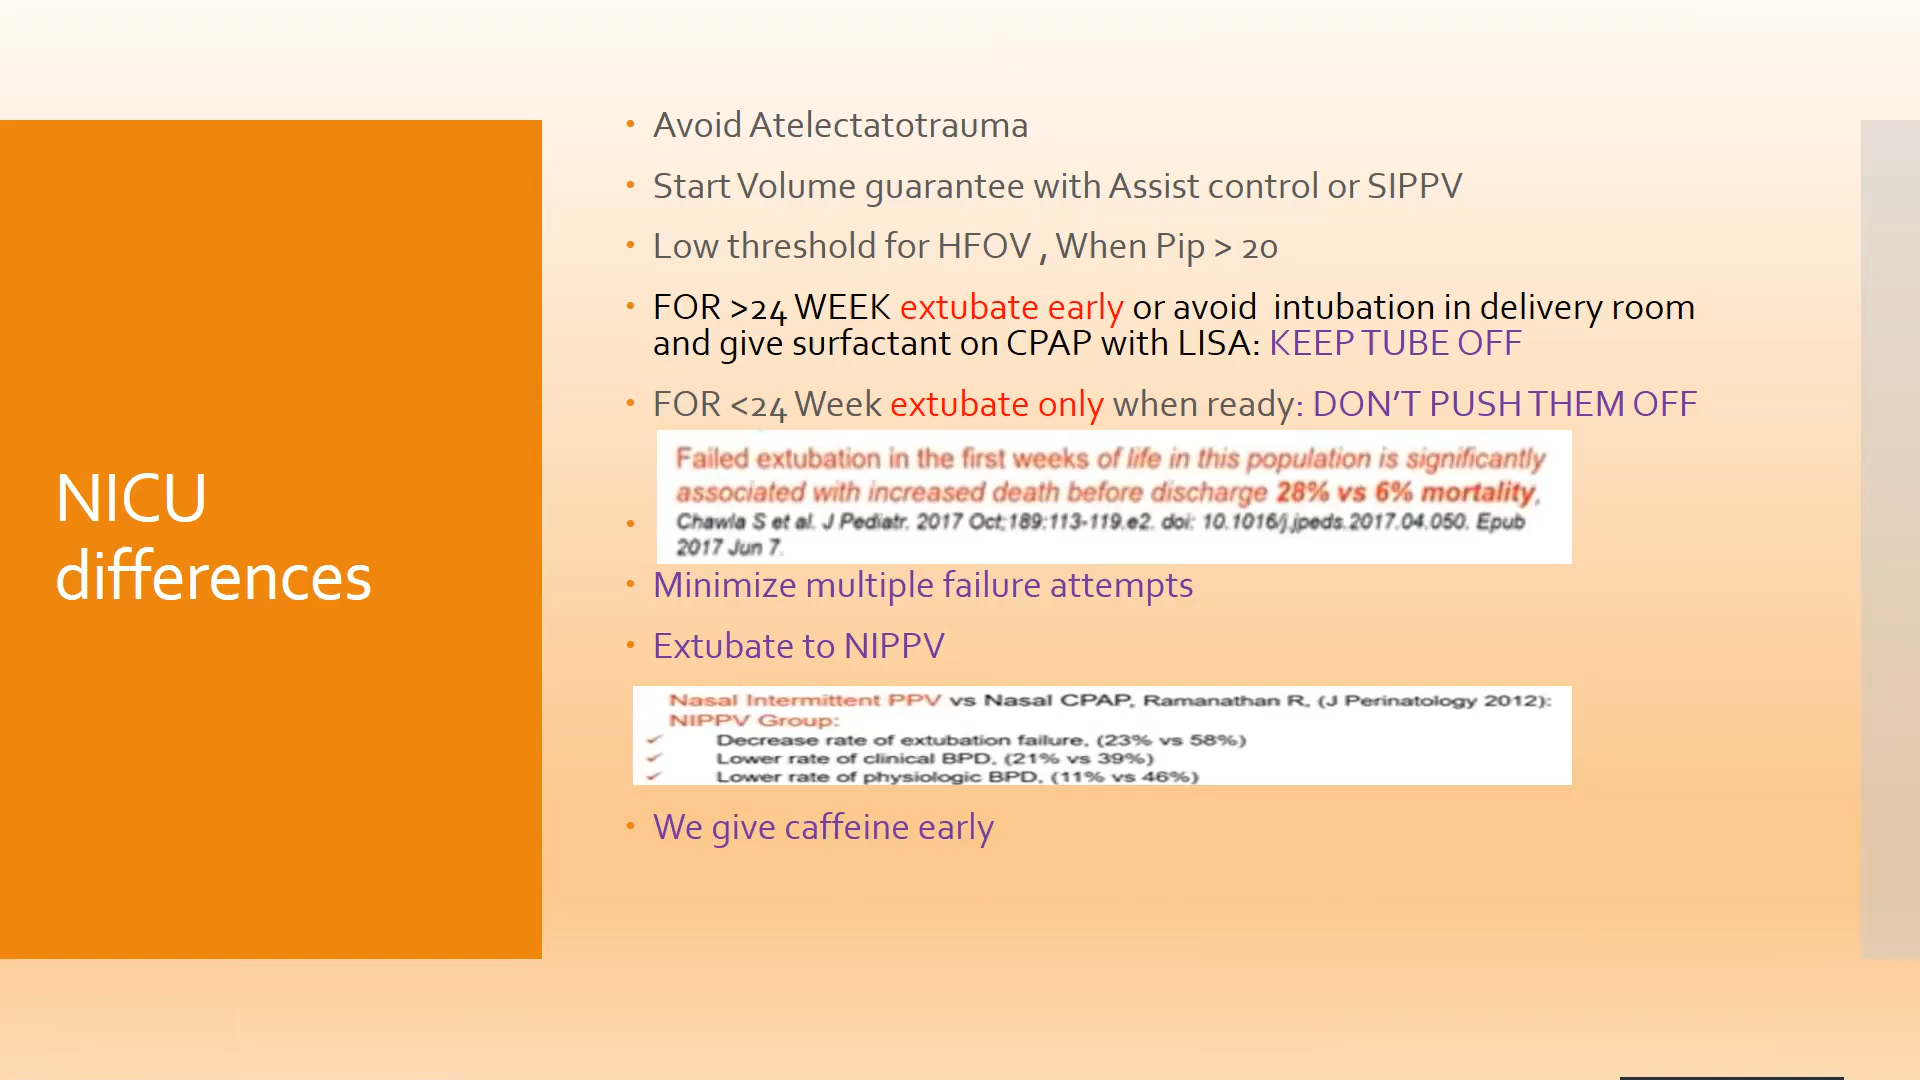 NICU
differences
• Avoid Atelectatotrauma
• Start Volume guarantee with Assist control or SIPPV
• Low threshold for HFOV , When Pip > 20
• FOR >24 WEEK extubate early or avoid intubation in delivery room
and give surfactant on CPAP with LISA: KEEP TUBE OFF
• FOR <24 Week extubate only when ready: DON’T PUSH THEM OFF
Failed extubation in the first weeks of life in this population is significantly
associated with increased death before discharge 28% vs 6% mortality,
• Chawla S et al. J Pediatr. 2017 Oct;189:113-119.e2. doi: 10.1016/j.jpeds.2017.04.050. Epub
2017 Jun 7.
• Minimize multiple failure attempts
• Extubate to NIPPV
Nasal Intermittent PPV vs Nasal CPAP, Ramanathan R, (J Perinatology 2012):
NIPPV Group:
✓ Decrease rate of extubation failure, (23% vs 58%)
✓ Lower rate of clinical BPD, (21% vs 39%)
✓ Lower rate of physiologic BPD, (11% vs 46%)
• We give caffeine early